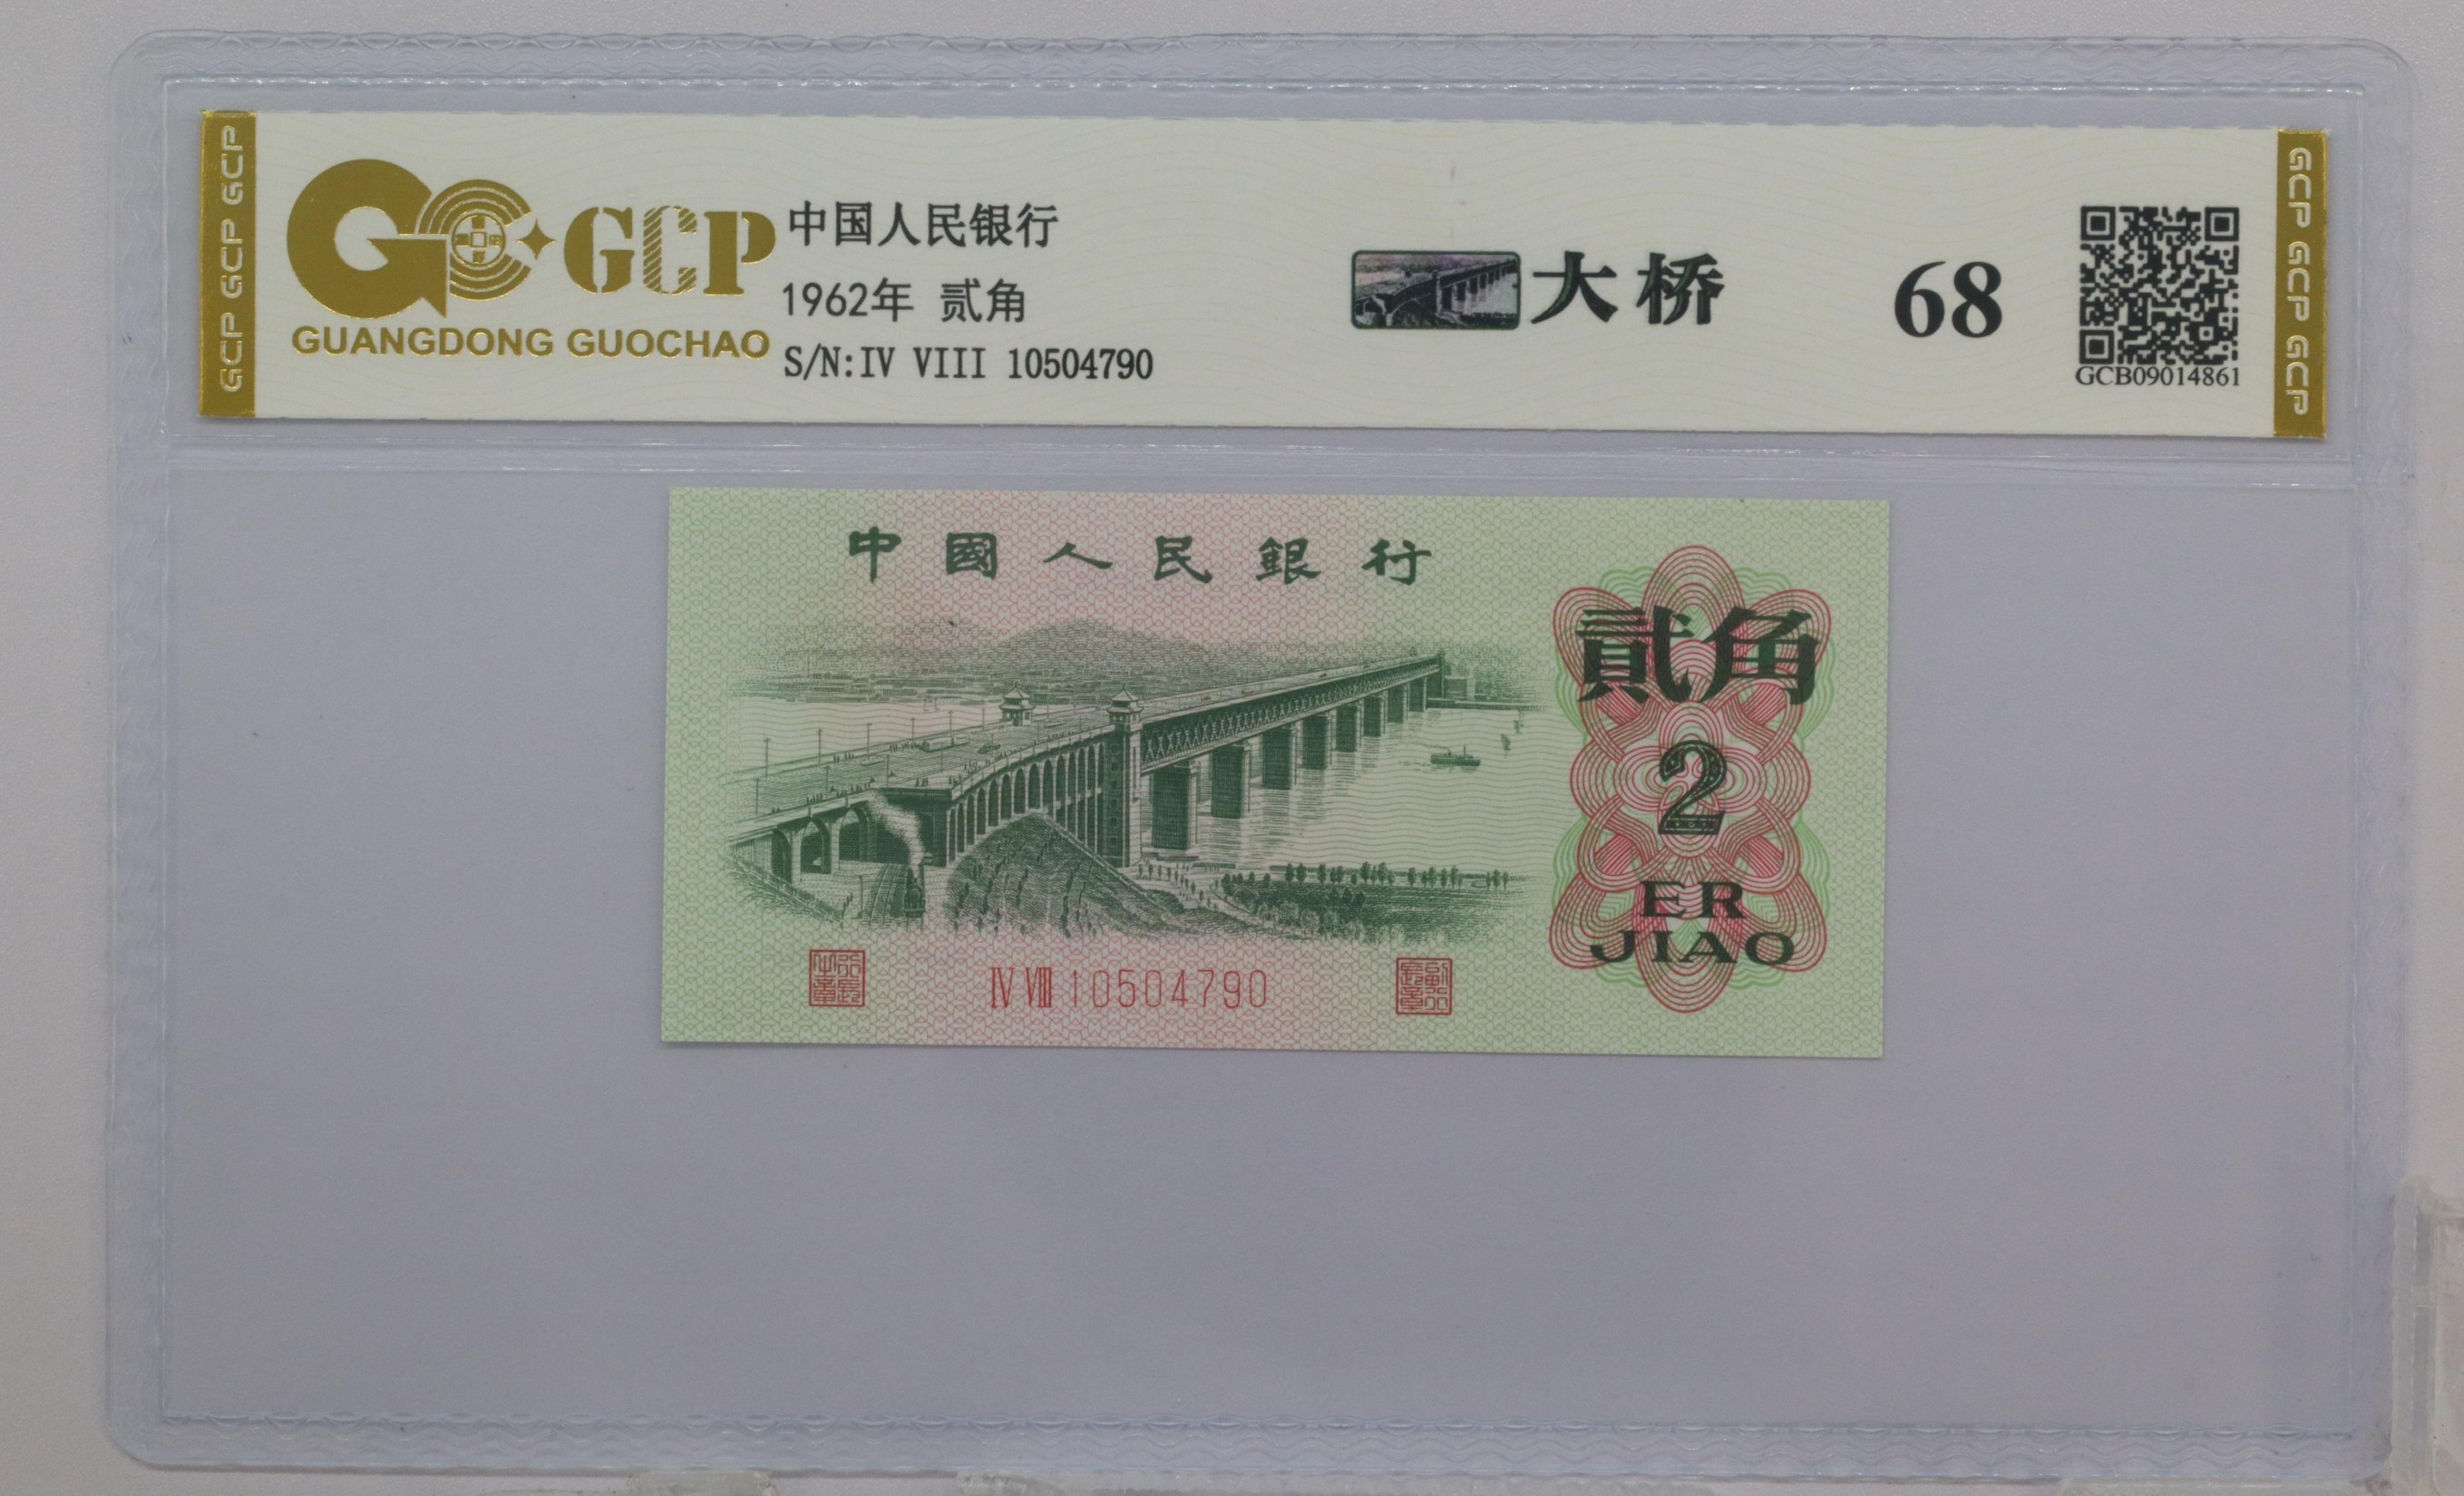 GCP GCP GCP
GCP
GUANGDONG GUOCHAO
中国人民银行
1962年 贰角
S/N:IV VIII 10504790
大桥
68
GCB09014861
GCP GCP GCP
中國人民銀行
貳角
2
ER
JIAO
Ⅳ Ⅷ 10504790